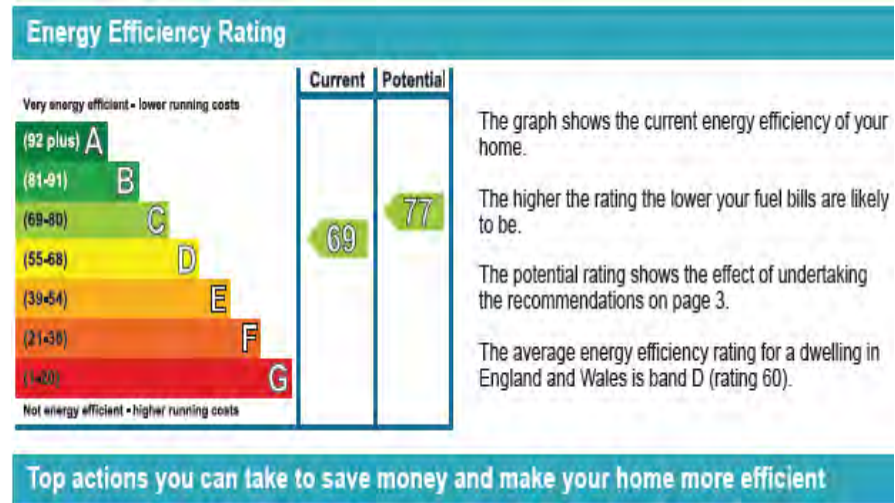 Energy Efficiency Rating
Current Potential
Very energy efficient - lower running costs
(92 plus) A
(81-91) B
(69-80) C
(55-68) D
(39-54) E
(21-38) F
(1-20) G
69
77
Not energy efficient - higher running costs
The graph shows the current energy efficiency of your
home.
The higher the rating the lower your fuel bills are likely
to be.
The potential rating shows the effect of undertaking
the recommendations on page 3.
The average energy efficiency rating for a dwelling in
England and Wales is band D (rating 60).
Top actions you can take to save money and make your home more efficient